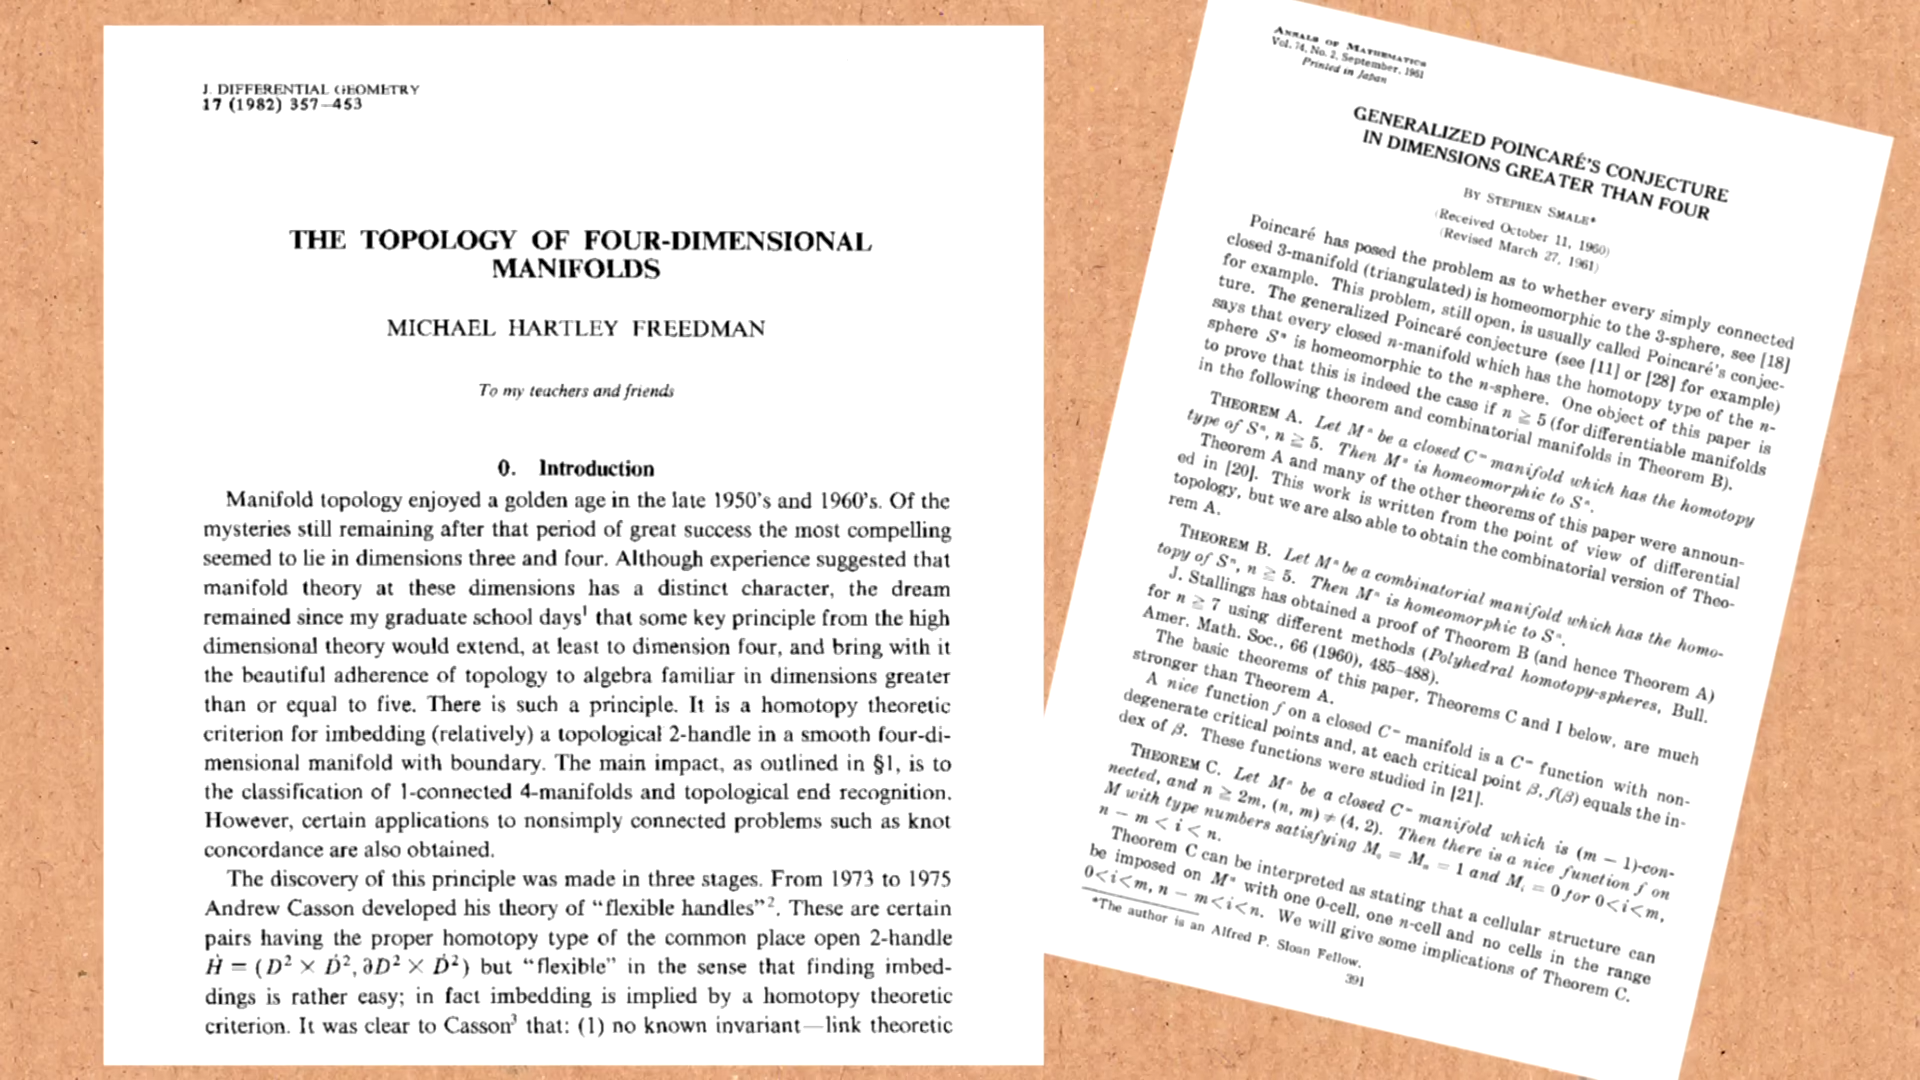 J. DIFFERENTIAL GEOMETRY
17 (1982) 357–453
THE TOPOLOGY OF FOUR-DIMENSIONAL
MANIFOLDS
MICHAEL HARTLEY FREEDMAN
To my teachers and friends
0. Introduction
Manifold topology enjoyed a golden age in the late 1950's and 1960's. Of the
mysteries still remaining after that period of great success the most compelling
seemed to lie in dimensions three and four. Although experience suggested that
manifold theory at these dimensions has a distinct character, the dream
remained since my graduate school days¹ that some key principle from the high
dimensional theory would extend, at least to dimension four, and bring with it
the beautiful adherence of topology to algebra familiar in dimensions greater
than or equal to five. There is such a principle. It is a homotopy theoretic
criterion for imbedding (relatively) a topological 2-handle in a smooth four-di-
mensional manifold with boundary. The main impact, as outlined in §1, is to
the classification of 1-connected 4-manifolds and topological end recognition.
However, certain applications to nonsimply connected problems such as knot
concordance are also obtained.
The discovery of this principle was made in three stages. From 1973 to 1975
Andrew Casson developed his theory of “flexible handles”². These are certain
pairs having the proper homotopy type of the common place open 2-handle
Ḣ = (D² × Ḋ², ∂D² × Ḋ²) but “flexible” in the sense that finding imbed-
dings is rather easy; in fact imbedding is implied by a homotopy theoretic
criterion. It was clear to Casson³ that: (1) no known invariant—link theoretic
ANNALS OF MATHEMATICS
Vol. 74, No. 2, September, 1961
Printed in Japan
GENERALIZED POINCARÉ'S CONJECTURE
IN DIMENSIONS GREATER THAN FOUR
BY STEPHEN SMALE*
(Received October 11, 1960)
(Revised March 27, 1961)
Poincaré has posed the problem as to whether every simply connected
closed 3-manifold (triangulated) is homeomorphic to the 3-sphere, see [18]
for example. This problem, still open, is usually called Poincaré's conjec-
ture. The generalized Poincaré conjecture (see [11] or [28] for example)
says that every closed n-manifold which has the homotopy type of the n-
sphere Sⁿ is homeomorphic to the n-sphere. One object of this paper is
to prove that this is indeed the case if n ≧ 5 (for differentiable manifolds
in the following theorem and combinatorial manifolds in Theorem B).
THEOREM A. Let Mⁿ be a closed C^∞ manifold which has the homotopy
type of Sⁿ, n ≧ 5. Then Mⁿ is homeomorphic to Sⁿ.
Theorem A and many of the other theorems of this paper were announ-
ed in [20]. This work is written from the point of view of differential
topology, but we are also able to obtain the combinatorial version of Theo-
rem A.
THEOREM B. Let Mⁿ be a combinatorial manifold which has the homo-
topy of Sⁿ, n ≧ 5. Then Mⁿ is homeomorphic to Sⁿ.
J. Stallings has obtained a proof of Theorem B (and hence Theorem A)
for n ≧ 7 using different methods (Polyhedral homotopy-spheres, Bull.
Amer. Math. Soc., 66 (1960), 485–488).
The basic theorems of this paper, Theorems C and I below, are much
stronger than Theorem A.
A nice function f on a closed C^∞ manifold is a C^∞ function with non-
degenerate critical points and, at each critical point β, f(β) equals the in-
dex of β. These functions were studied in [21].
THEOREM C. Let Mⁿ be a closed C^∞ manifold which is (m − 1)-con-
nected, and n ≧ 2m, (n, m) ≠ (4, 2). Then there is a nice function f on
M with type numbers satisfying M₀ = Mₙ = 1 and Mᵢ = 0 for 0<i<m,
n − m < i < n.
Theorem C can be interpreted as stating that a cellular structure can
be imposed on Mⁿ with one 0-cell, one n-cell and no cells in the range
0<i<m, n − m<i<n. We will give some implications of Theorem C.
*The author is an Alfred P. Sloan Fellow.
391